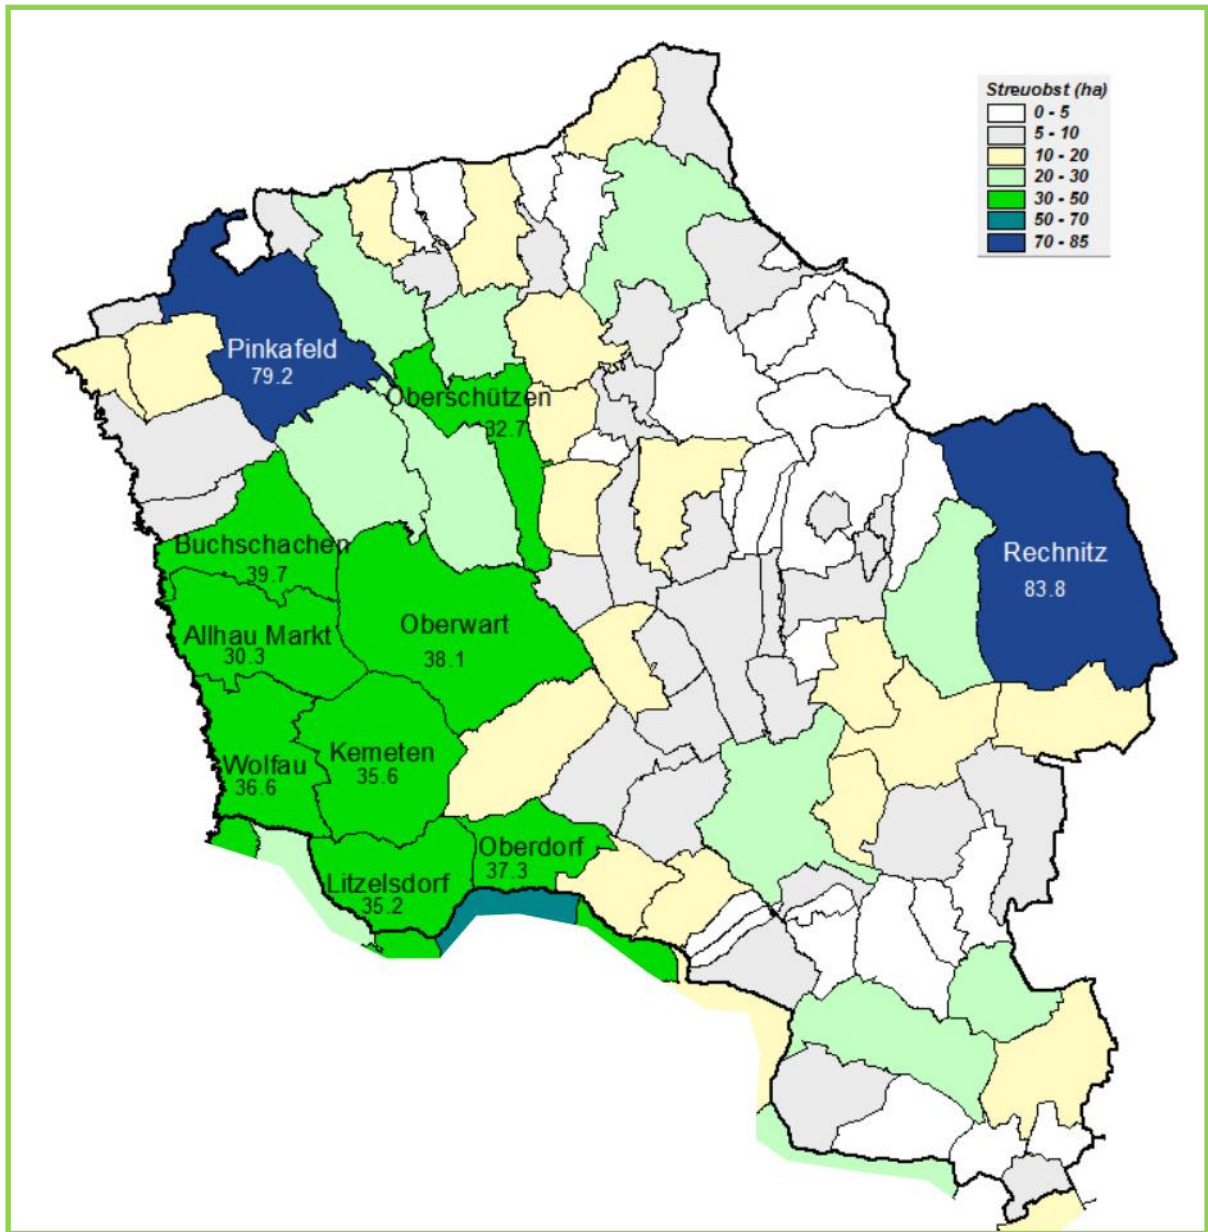 Streuobst (ha)
0 - 5
5 - 10
10 - 20
20 - 30
30 - 50
50 - 70
70 - 85
Pinkafeld
79.2
Oberschützen
32.7
Buchschachen
39.7
Rechnitz
83.8
Allhau Markt
30.3
Oberwart
38.1
Wolfau
36.6
Kemeten
35.6
Oberdorf
37.3
Litzelsdorf
35.2